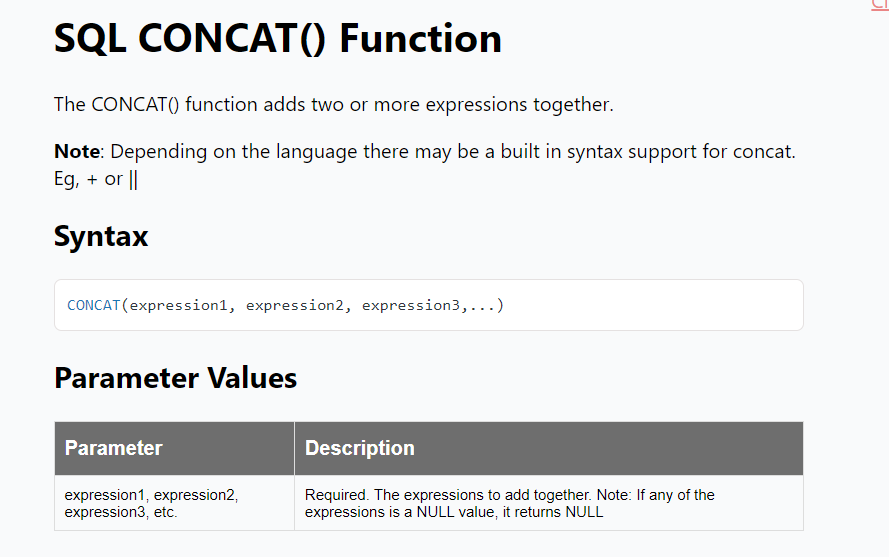 SQL CONCAT() Function
The CONCAT() function adds two or more expressions together.
Note: Depending on the language there may be a built in syntax support for concat.
Eg, + or ||
Syntax
CONCAT(expression1, expression2, expression3,...)
Parameter Values
Parameter Description
expression1, expression2,
expression3, etc.
Required. The expressions to add together. Note: If any of the
expressions is a NULL value, it returns NULL